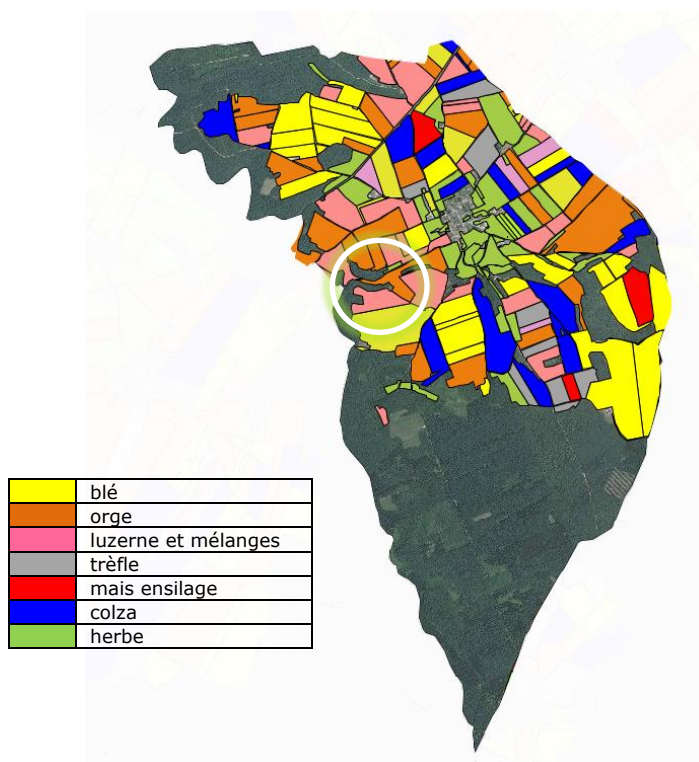 blé
orge
luzerne et mélanges
trèfle
mais ensilage
colza
herbe